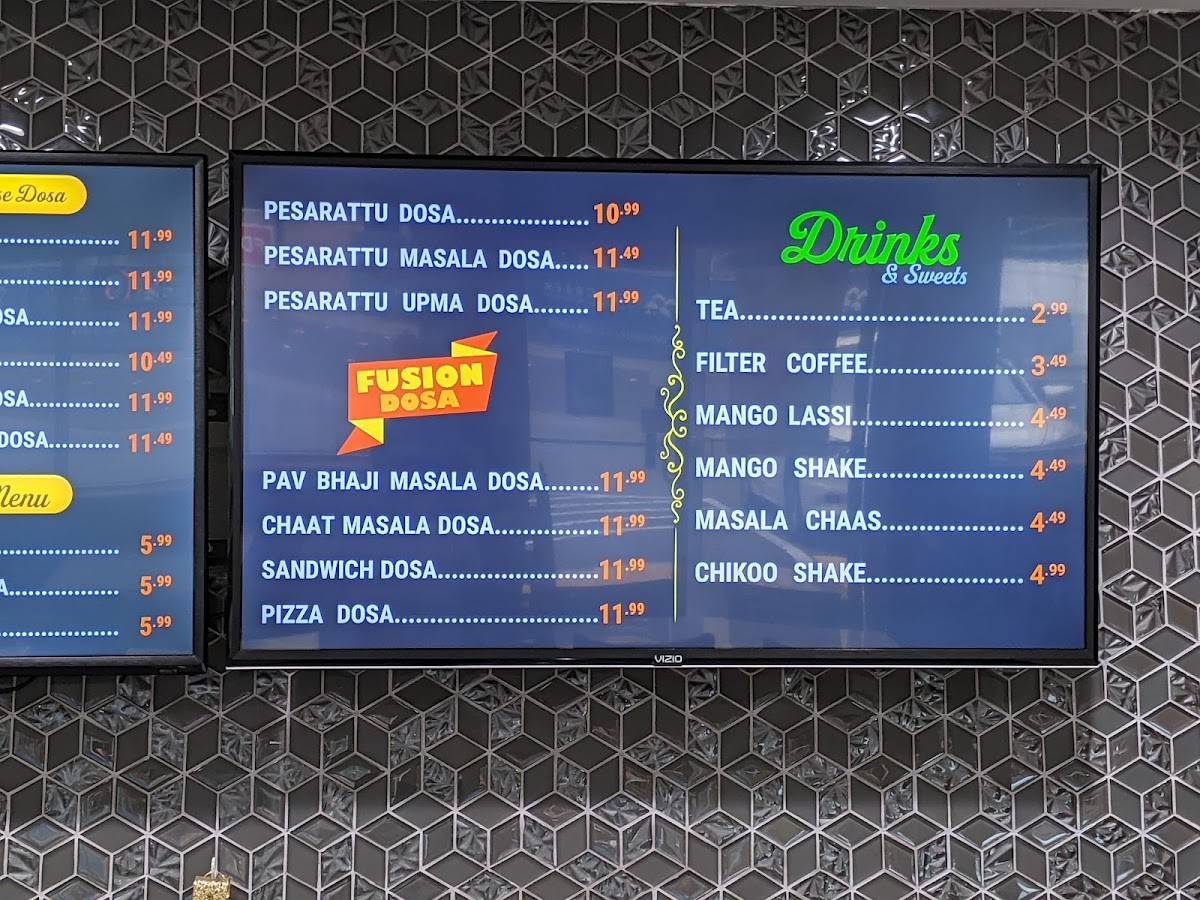 se Dosa
11.99
11.99
OSA 11.99
10.49
OSA 11.99
DOSA 11.49
Menu
5.99
A 5.99
5.99
PESARATTU DOSA 10.99
PESARATTU MASALA DOSA 11.49
PESARATTU UPMA DOSA 11.99
FUSION
DOSA
PAV BHAJI MASALA DOSA 11.99
CHAAT MASALA DOSA 11.99
SANDWICH DOSA 11.99
PIZZA DOSA 11.99
Drinks
& Sweets
TEA 2.99
FILTER COFFEE 3.49
MANGO LASSI 4.49
MANGO SHAKE 4.49
MASALA CHAAS 4.49
CHIKOO SHAKE 4.99
VIZIO